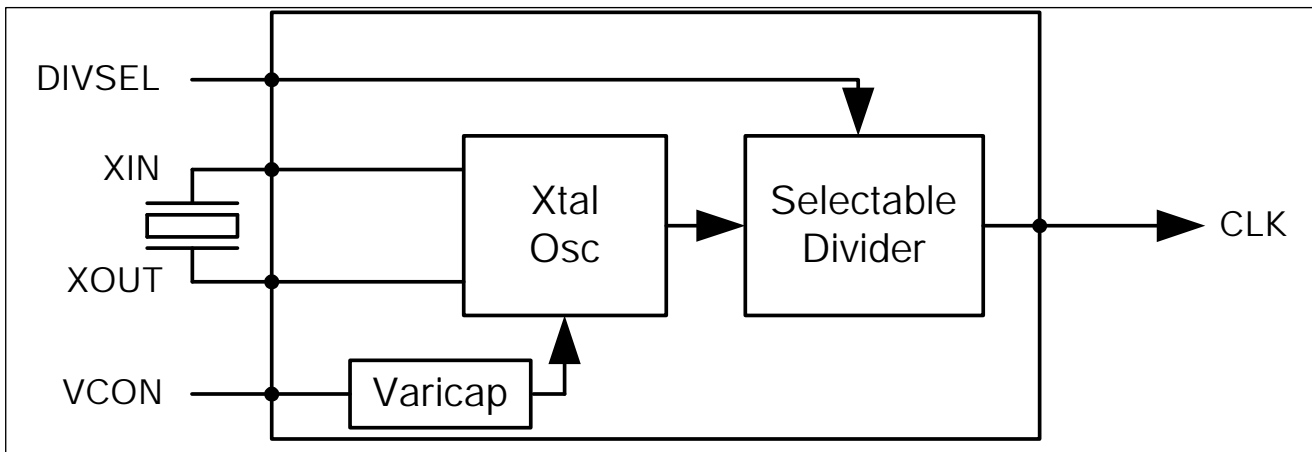 DIVSEL
XIN
XOUT
VCON
Xtal
Osc
Selectable
Divider
Varicap
CLK